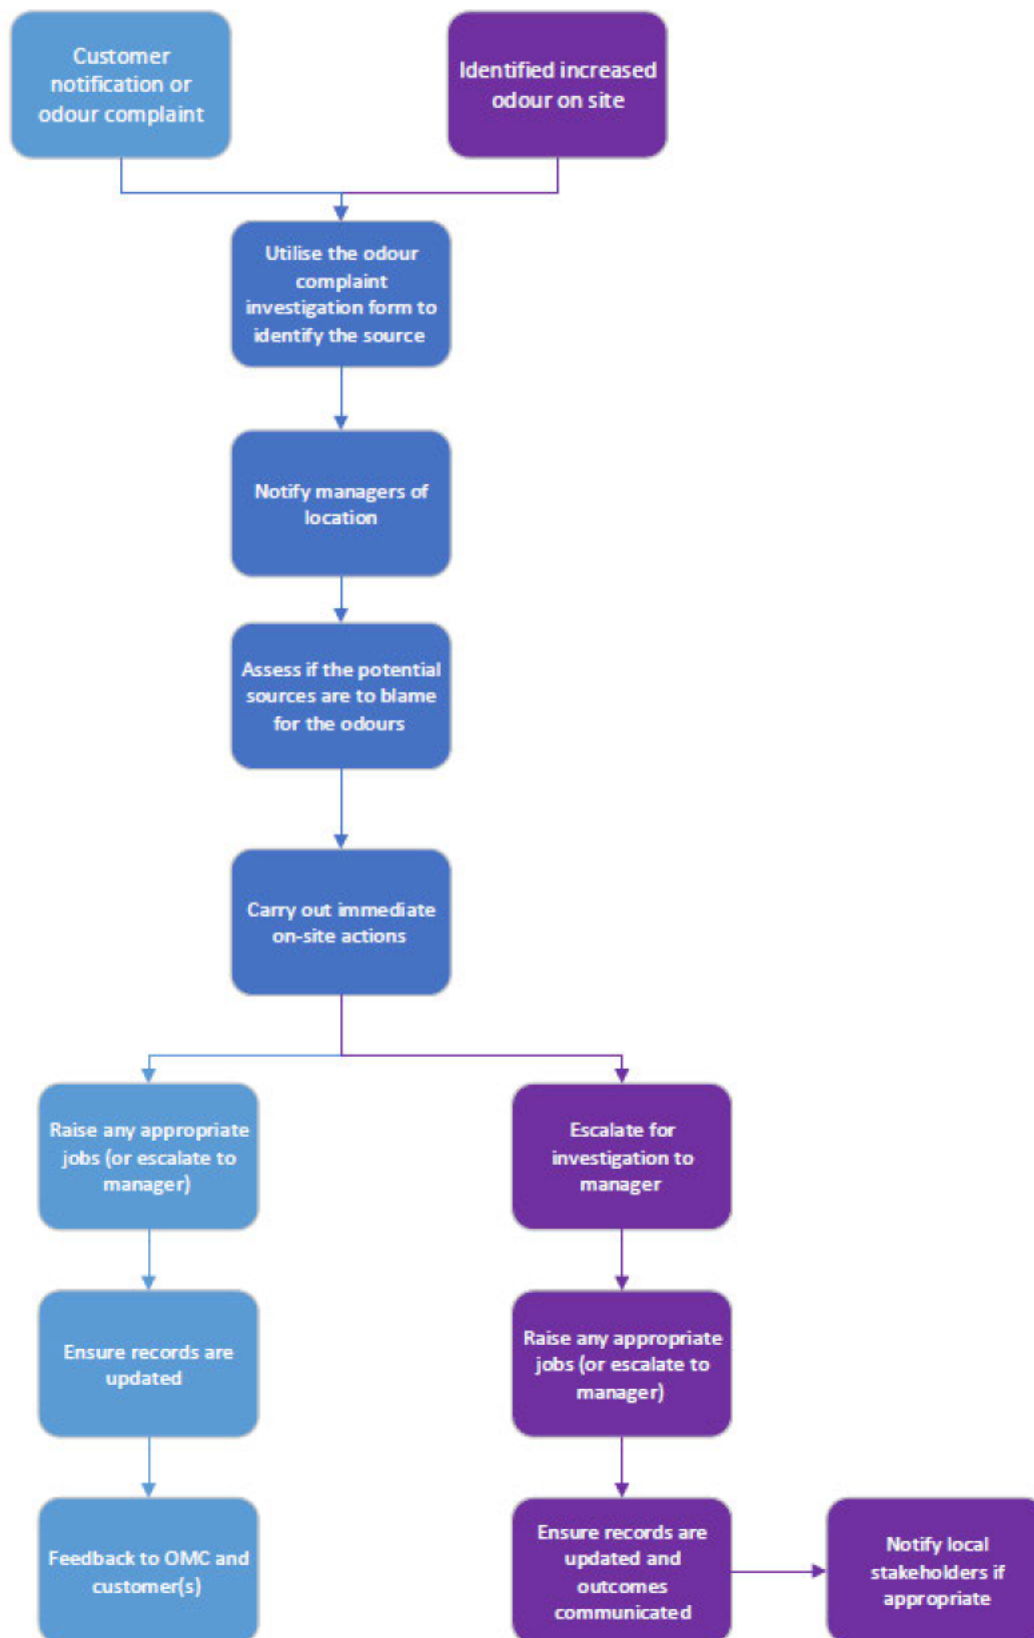 Customer
notification or
odour complaint
Identified increased
odour on site
Utilise the odour
complaint
investigation form to
identify the source
Notify managers of
location
Assess if the potential
sources are to blame
for the odours
Carry out immediate
on-site actions
Raise any appropriate
jobs (or escalate to
manager)
Escalate for
investigation to
manager
Ensure records are
updated
Raise any appropriate
jobs (or escalate to
manager)
Feedback to OMC and
customer(s)
Ensure records are
updated and
outcomes
communicated
Notify local
stakeholders if
appropriate